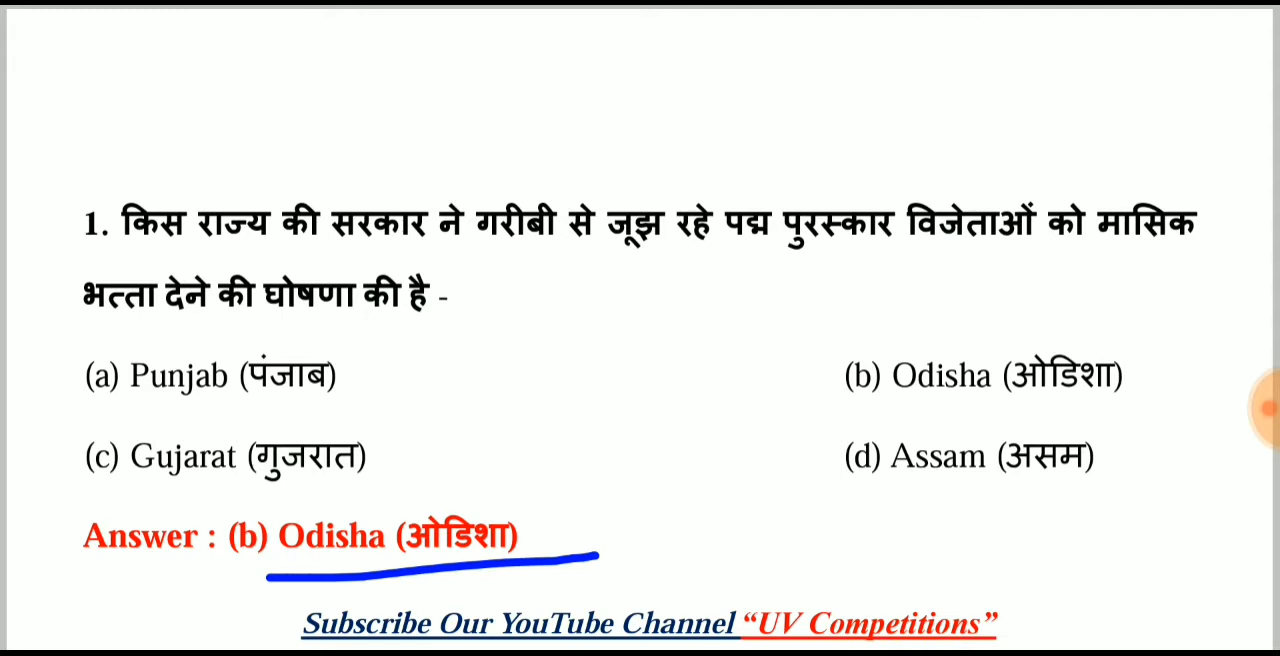 1. किस राज्य की सरकार ने गरीबी से जूझ रहे पद्म पुरस्कार विजेताओं को मासिक
भत्ता देने की घोषणा की है -
(a) Punjab (पंजाब) (b) Odisha (ओडिशा)
(c) Gujarat (गुजरात) (d) Assam (असम)
Answer : (b) Odisha (ओडिशा)
Subscribe Our YouTube Channel “UV Competitions”